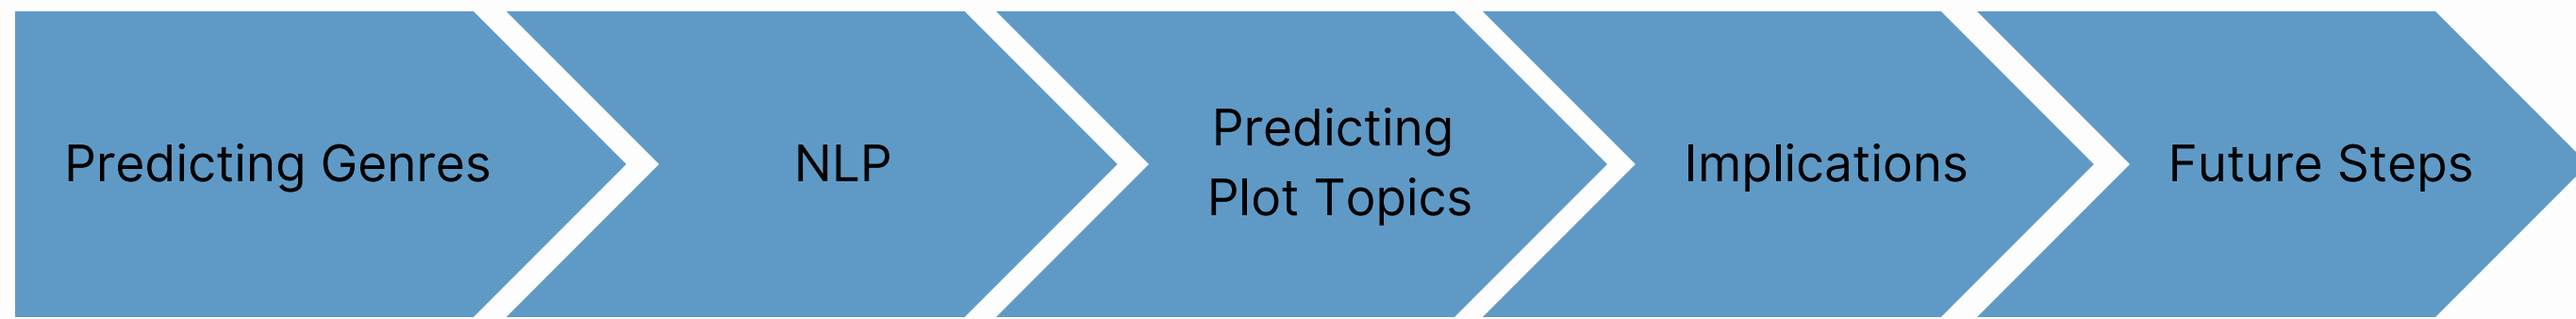 Predicting Genres
NLP
Predicting
Plot Topics
Implications
Future Steps